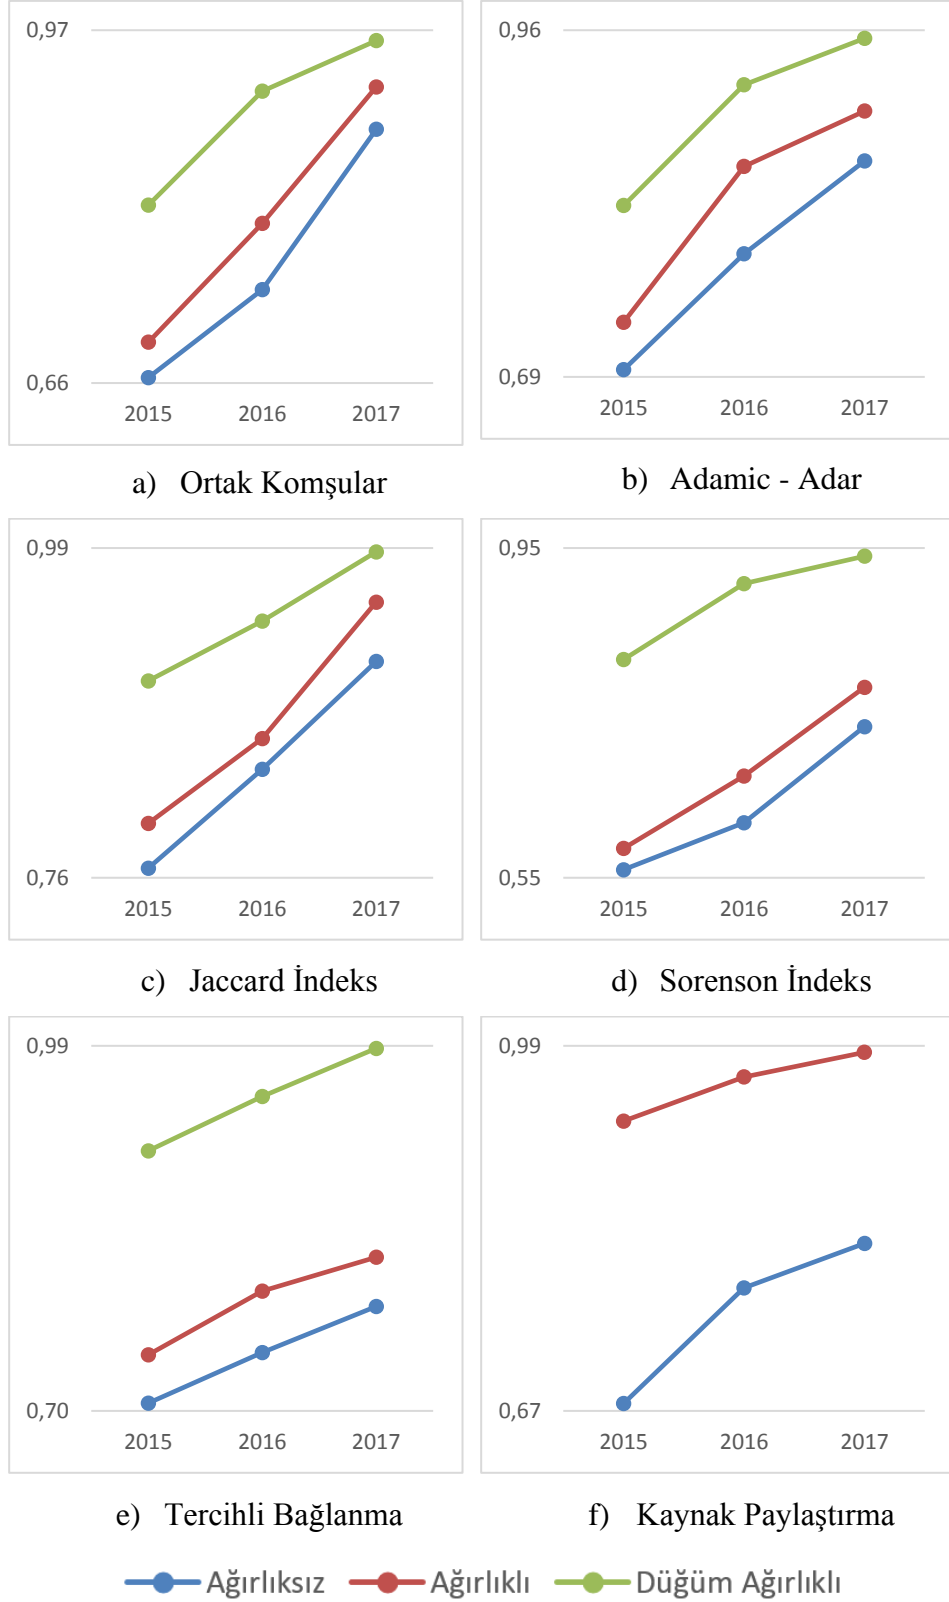 0,97
0,66
2015 2016 2017
a) Ortak Komşular
0,96
0,69
2015 2016 2017
b) Adamic - Adar
0,99
0,76
2015 2016 2017
c) Jaccard İndeks
0,95
0,55
2015 2016 2017
d) Sorenson İndeks
0,99
0,70
2015 2016 2017
e) Tercihli Bağlanma
0,99
0,67
2015 2016 2017
f) Kaynak Paylaştırma
Ağırlıksız Ağırlıklı Düğüm Ağırlıklı